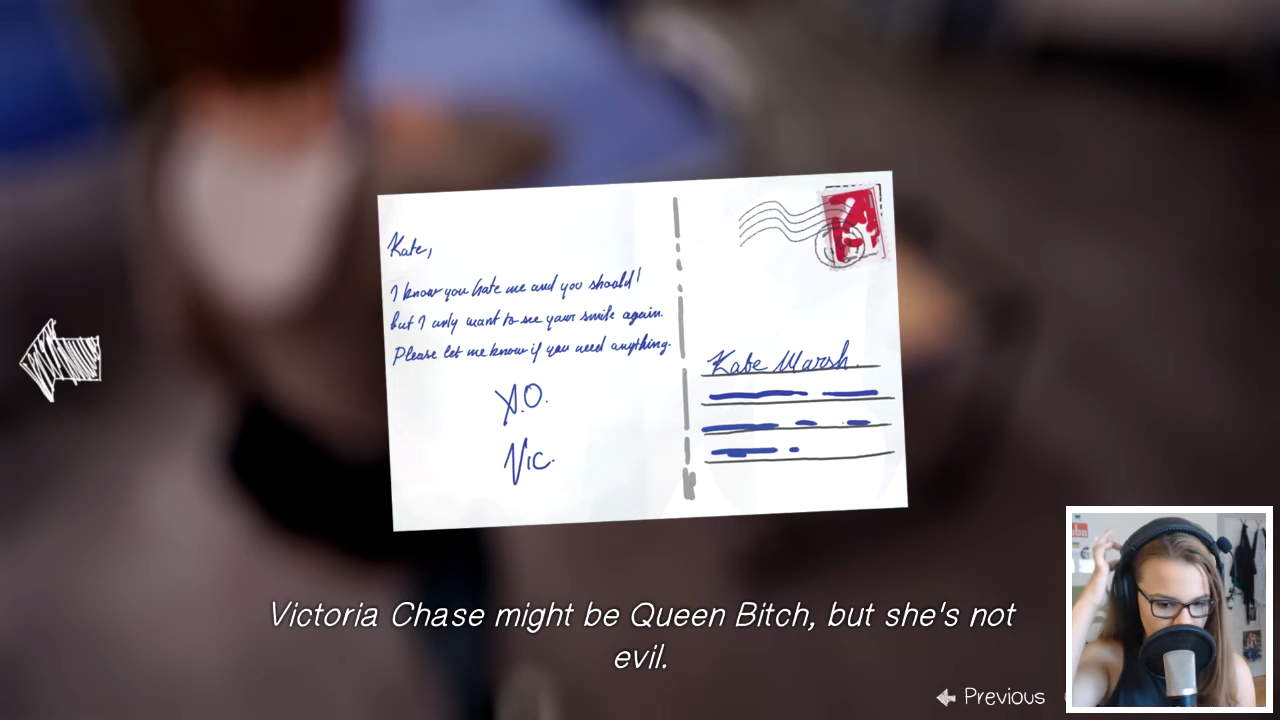 Kate,
I know you hate me and you should!
but I only want to see your smile again.
Please let me know if you need anything.
X.O.
Vic.
Kate Marsh.
Victoria Chase might be Queen Bitch, but she's not
evil.
Previous